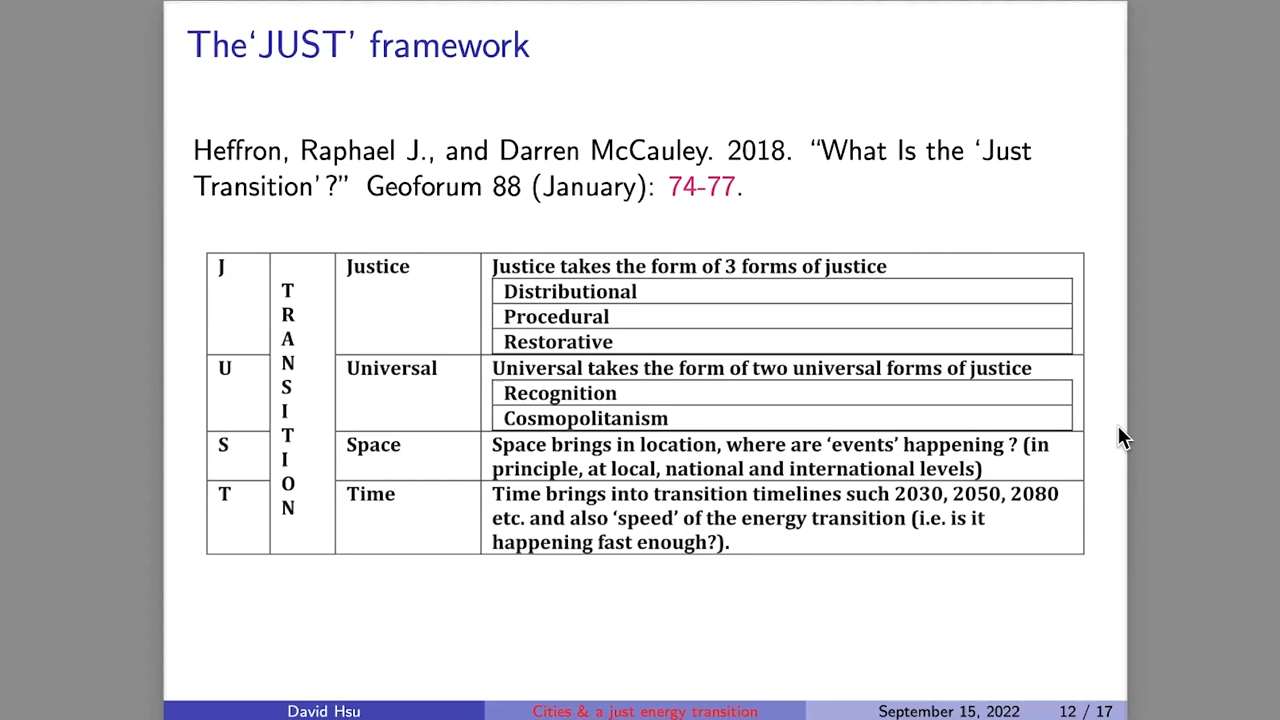 The‘JUST’ framework
Heffron, Raphael J., and Darren McCauley. 2018. “What Is the ‘Just
Transition’?” Geoforum 88 (January): 74-77.
J
TRANSITION
Justice
Justice takes the form of 3 forms of justice
Distributional
Procedural
Restorative
U
Universal
Universal takes the form of two universal forms of justice
Recognition
Cosmopolitanism
S
Space
Space brings in location, where are ‘events’ happening ? (in
principle, at local, national and international levels)
T
Time
Time brings into transition timelines such 2030, 2050, 2080
etc. and also ‘speed’ of the energy transition (i.e. is it
happening fast enough?).
David Hsu
Cities & a just energy transition
September 15, 2022
12 / 17